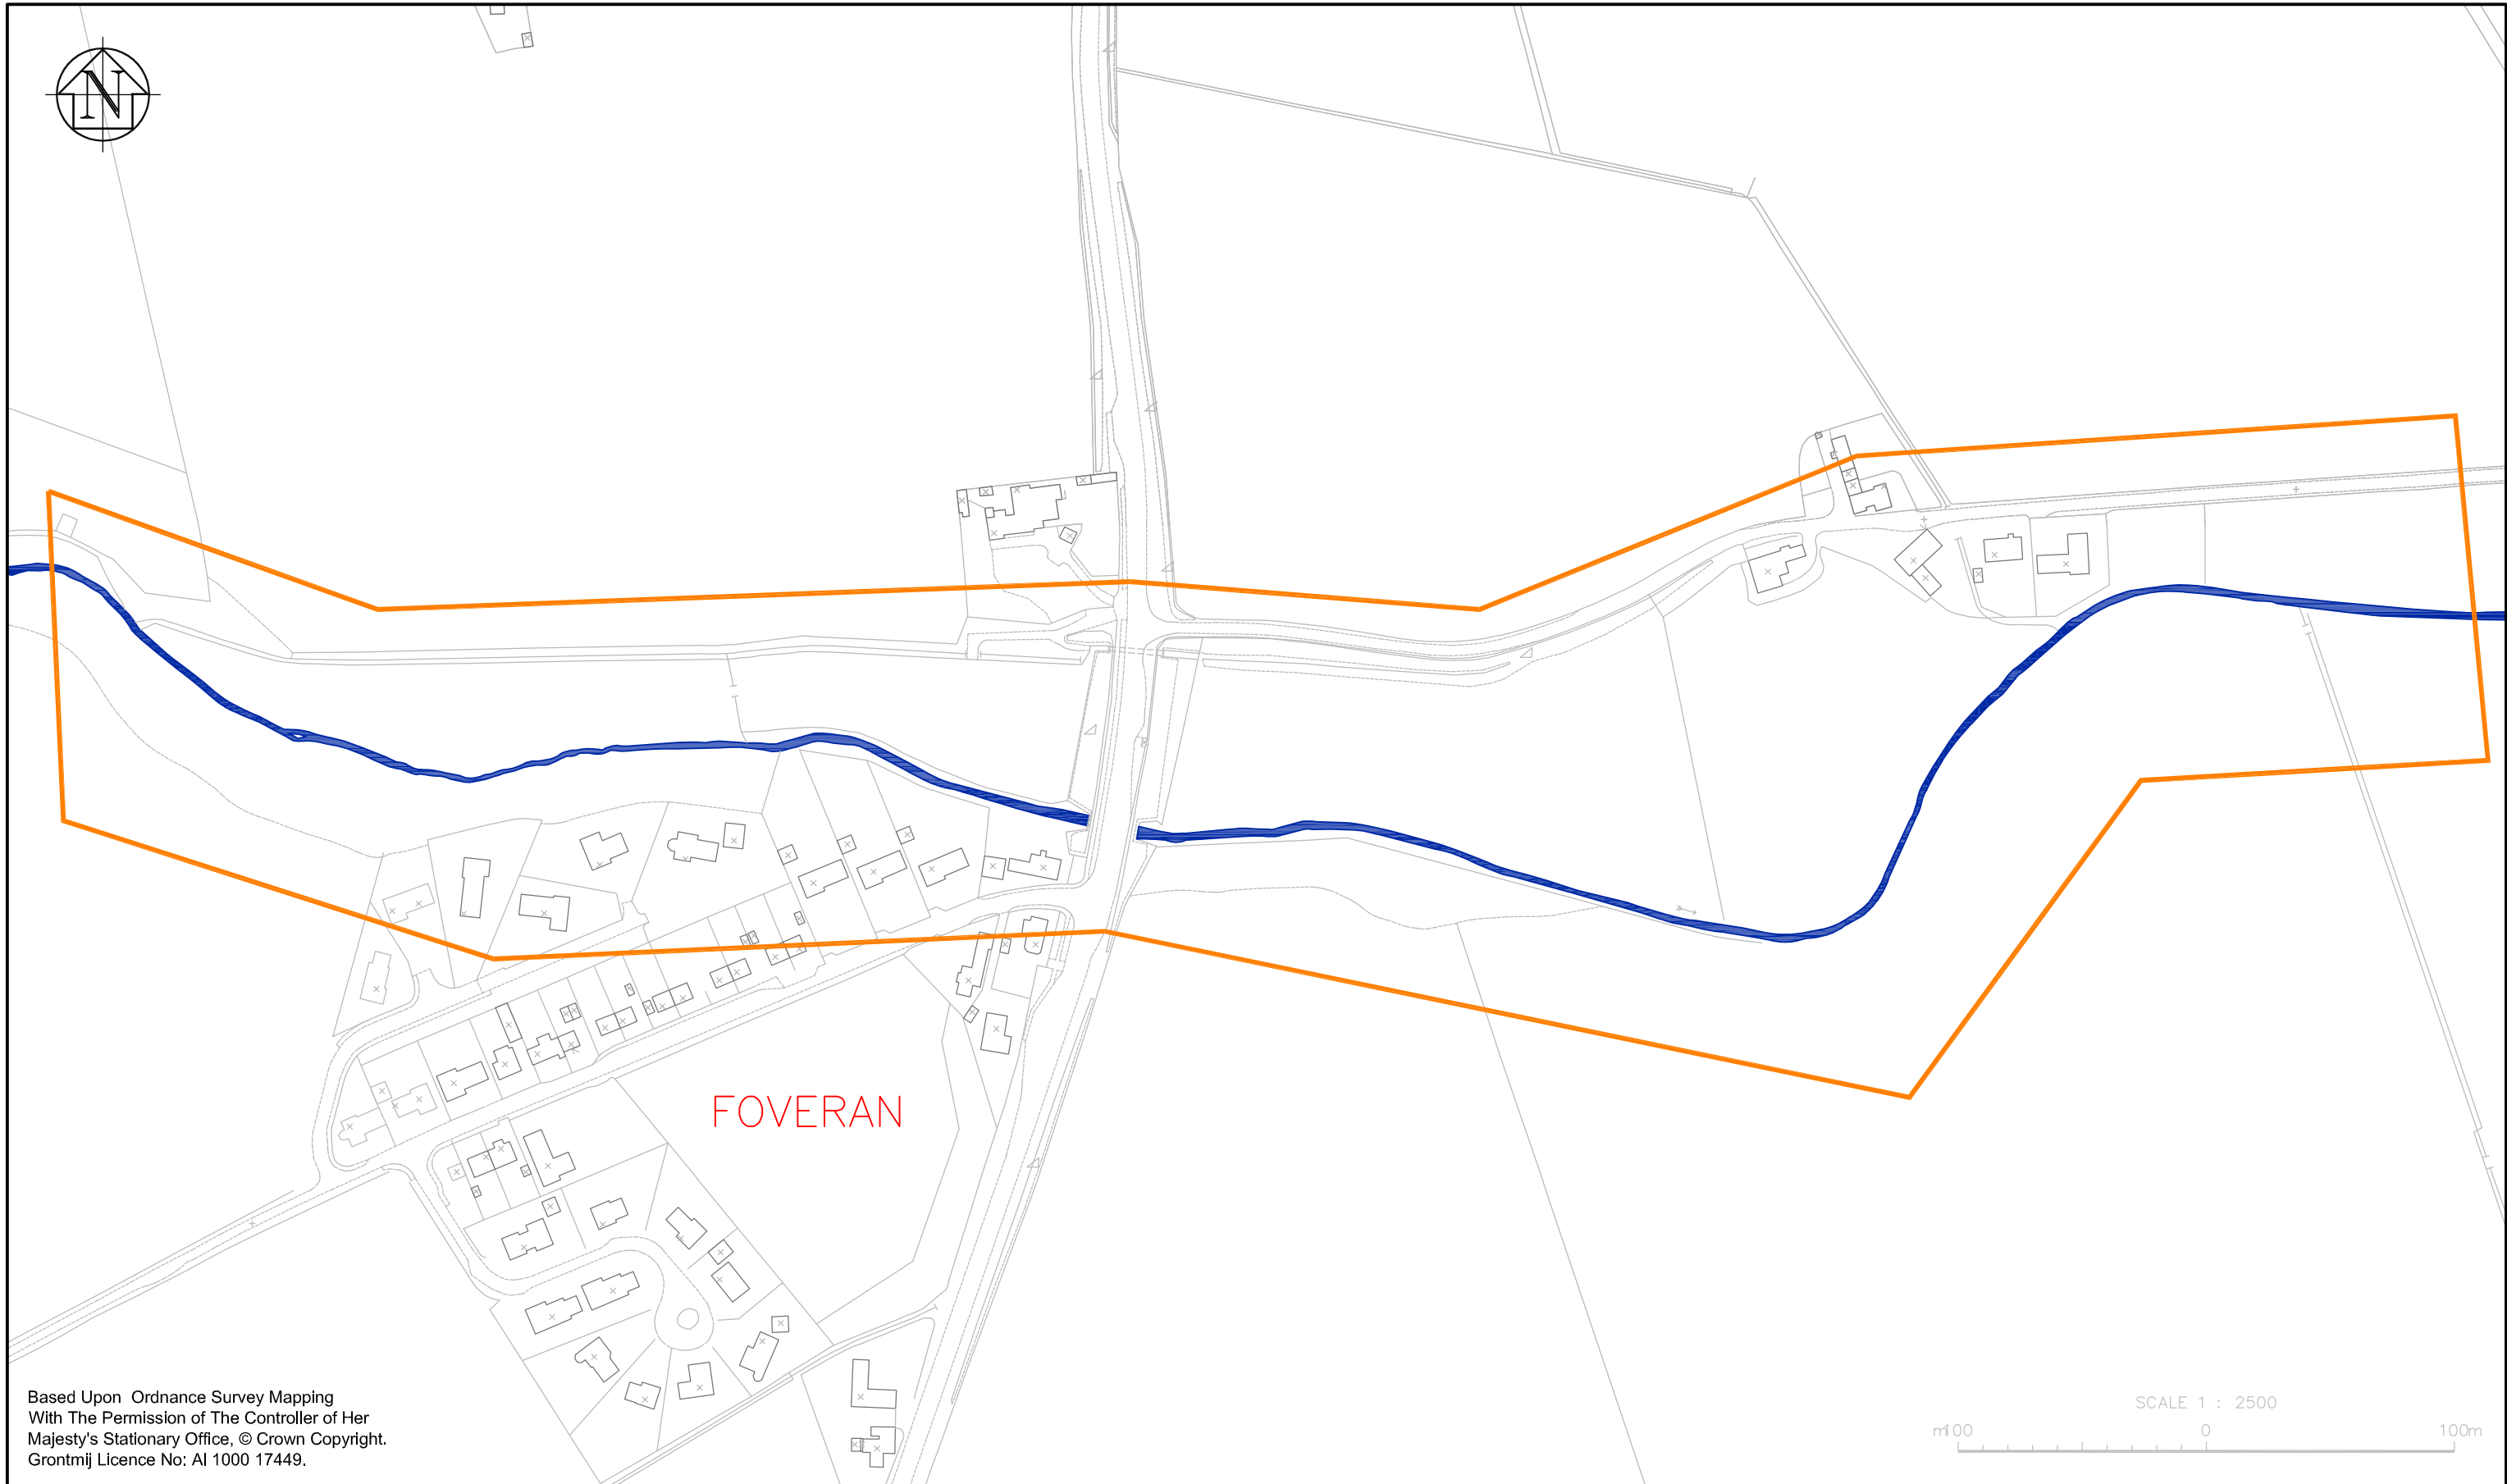 N
FOVERAN
Based Upon Ordnance Survey Mapping
With The Permission of The Controller of Her
Majesty's Stationary Office, © Crown Copyright.
Grontmij Licence No: Al 1000 17449.
SCALE 1 : 2500
m100 0 100m